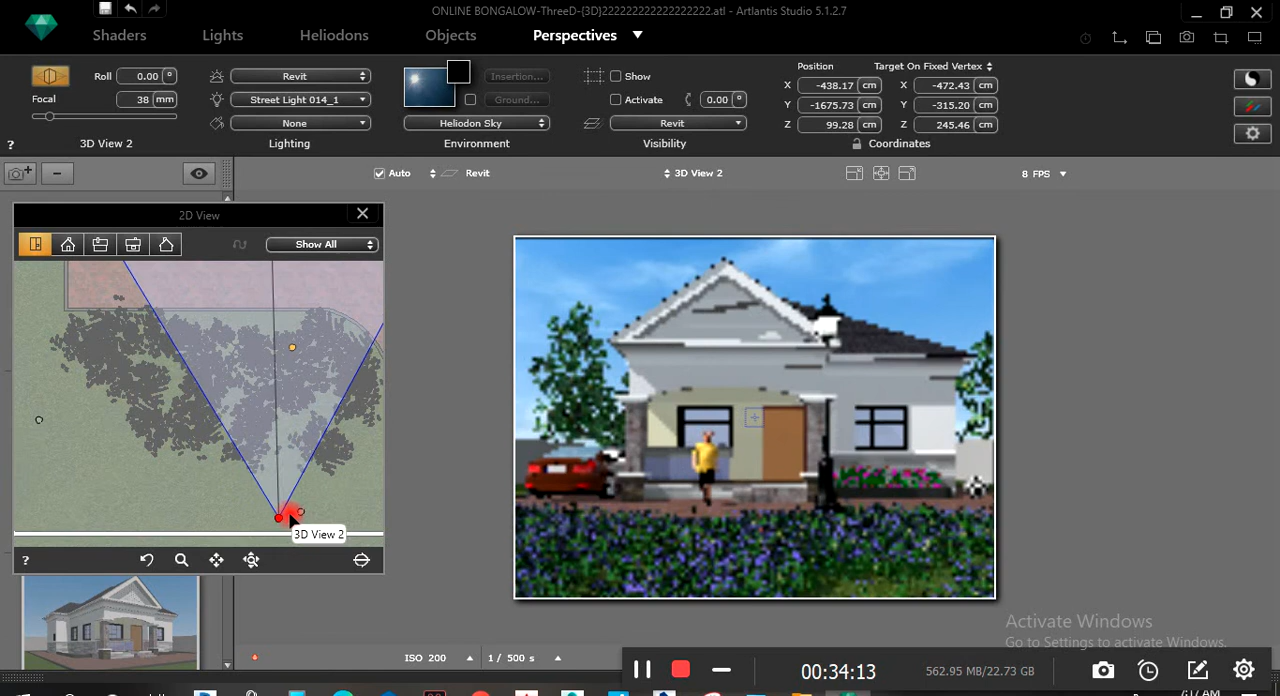 ONLINE BONGALOW-ThreeD-{3D}222222222222222222.atl - Artlantis Studio 5.1.2.7
Shaders Lights Heliodons Objects Perspectives
Roll 0.00 °
Focal 38 mm
? 3D View 2
Revit
Street Light 014_1
None
Lighting
Insertion...
Ground...
Heliodon Sky
Environment
Show
Activate 0.00 °
Revit
Visibility
Position Target On Fixed Vertex
X -438.17 cm X -472.43 cm
Y -1675.73 cm Y -315.20 cm
Z 99.28 cm Z 245.46 cm
Coordinates
Auto Revit 3D View 2 8 FPS
2D View
Show All
3D View 2
?
ISO 200 1 / 500 s
Activate Windows
Go to Settings to activate Windows.
00:34:13 562.95 MB/22.73 GB